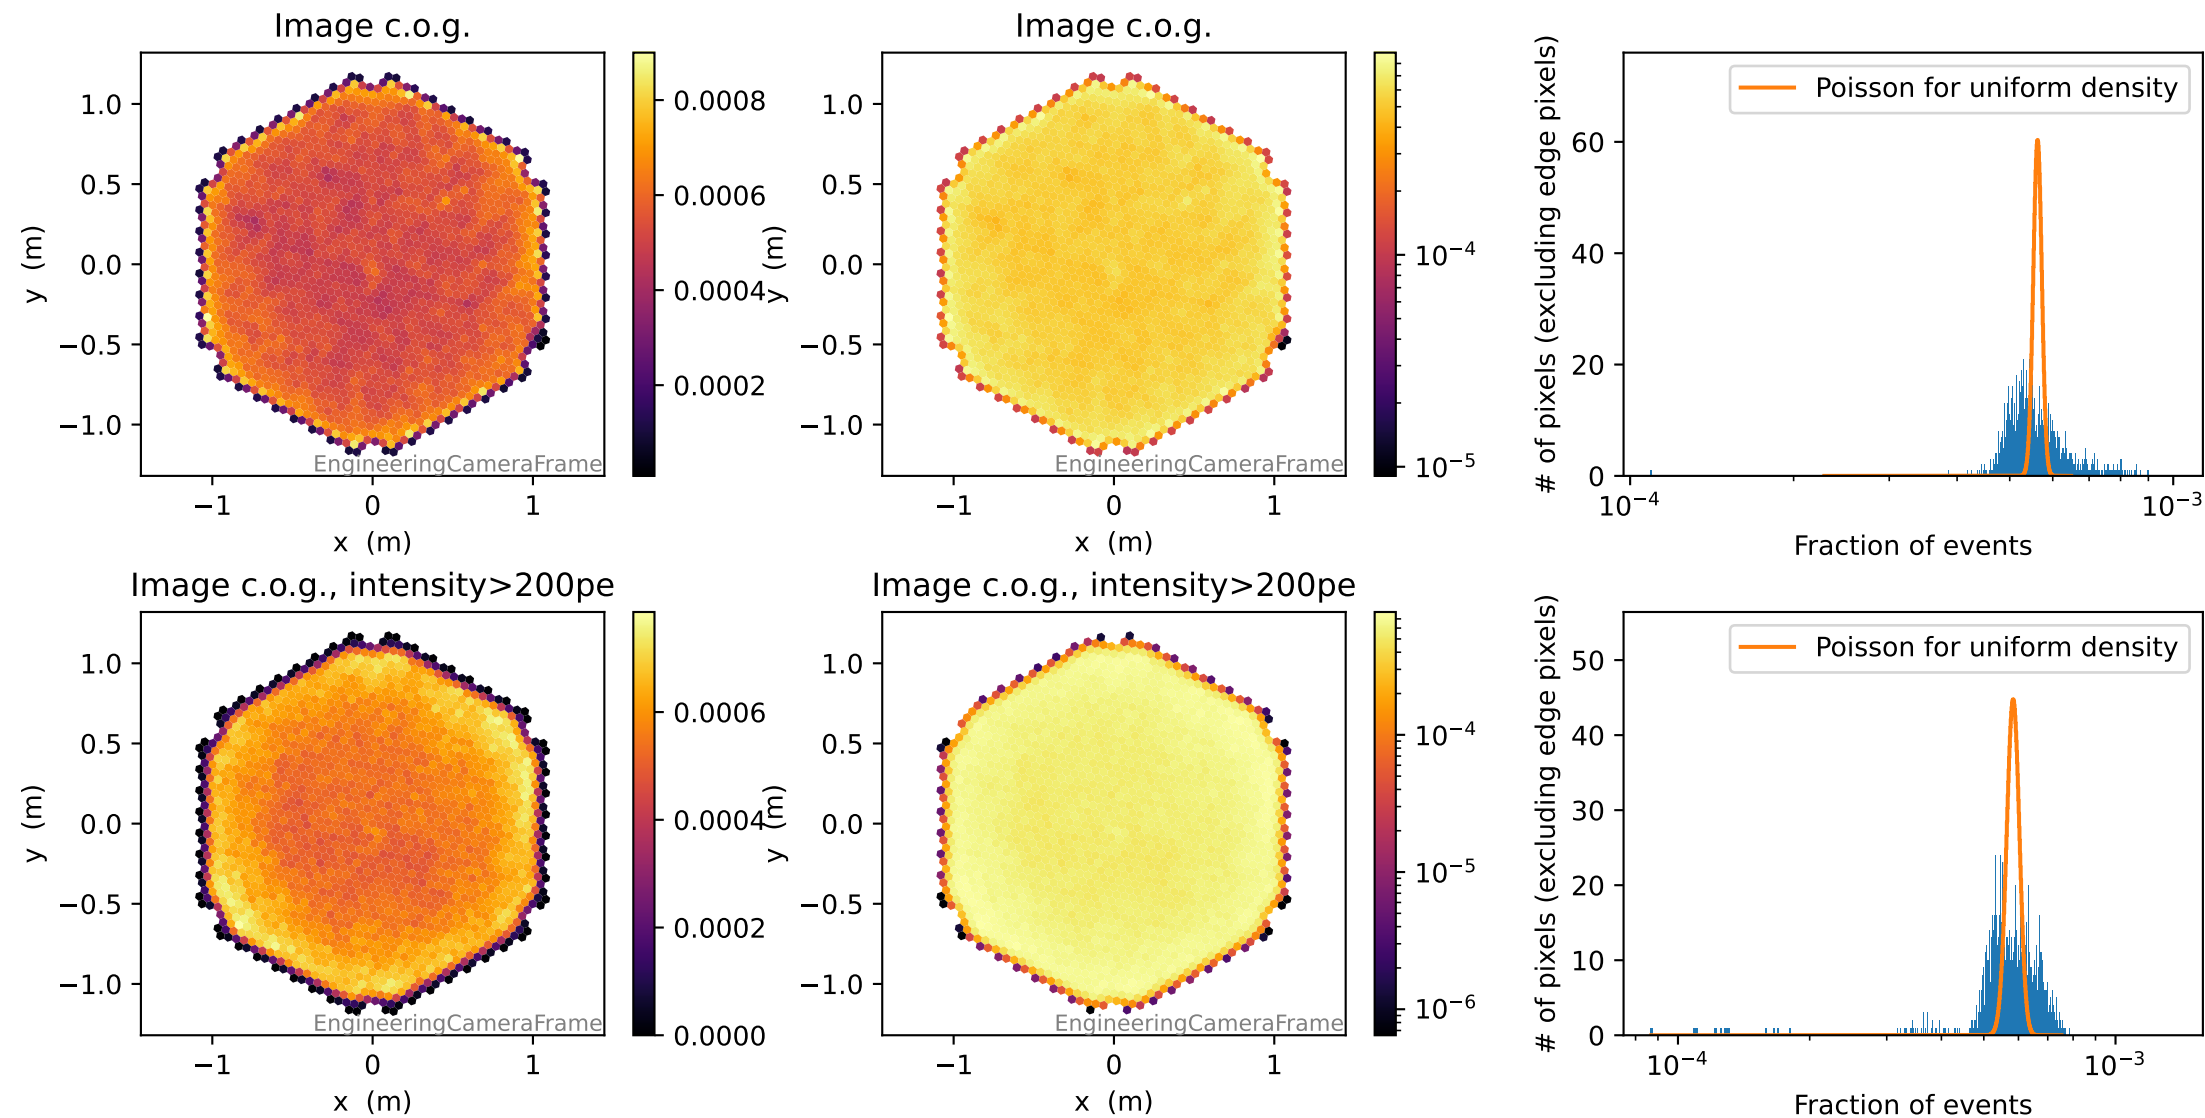 Image c.o.g.
1.0
0.5
0.0
−0.5
−1.0
y (m)
−1
0
1
x (m)
EngineeringCameraFrame
0.0008
0.0006
0.0004
0.0002
Image c.o.g.
1.0
0.5
0.0
−0.5
−1.0
y (m)
−1
0
1
x (m)
EngineeringCameraFrame
10−4
10−5
# of pixels (excluding edge pixels)
60
40
20
0
10−4
10−3
Fraction of events
Poisson for uniform density
Image c.o.g., intensity>200pe
1.0
0.5
0.0
−0.5
−1.0
y (m)
−1
0
1
x (m)
EngineeringCameraFrame
0.0006
0.0004
0.0002
0.0000
Image c.o.g., intensity>200pe
1.0
0.5
0.0
−0.5
−1.0
y (m)
−1
0
1
x (m)
EngineeringCameraFrame
10−4
10−5
10−6
# of pixels (excluding edge pixels)
50
40
30
20
10
0
10−4
10−3
Fraction of events
Poisson for uniform density